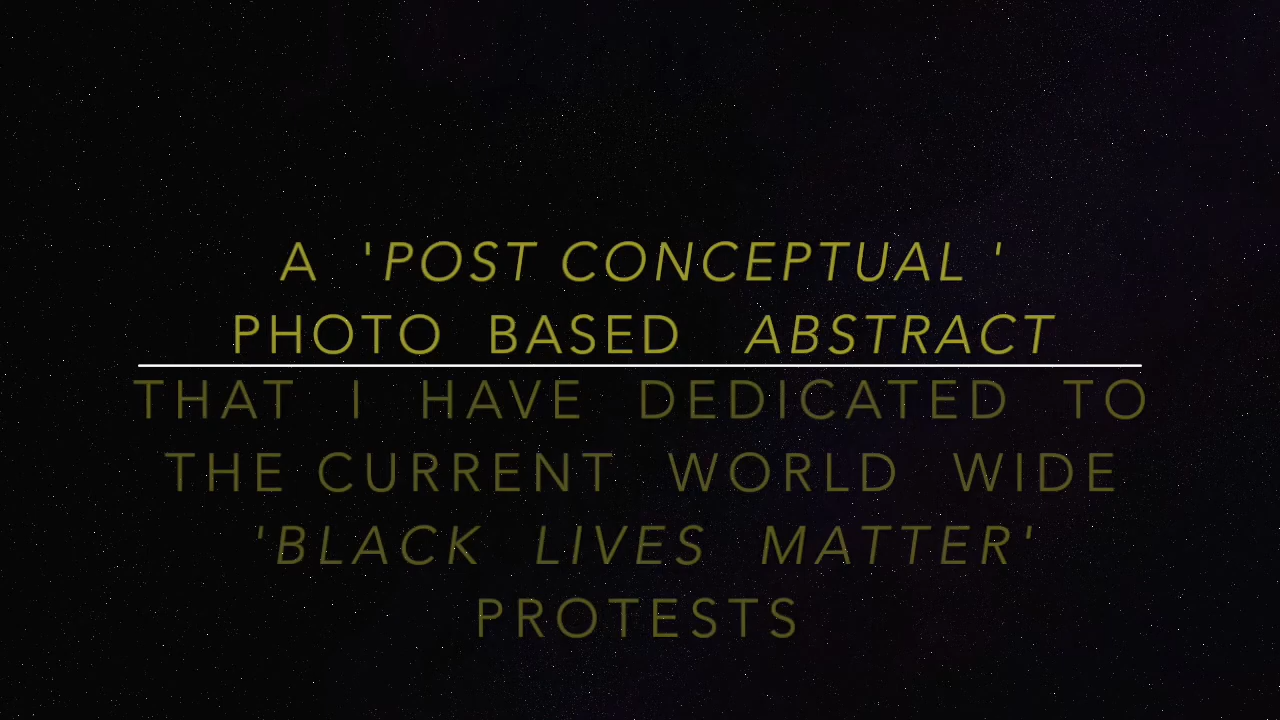 A 'POST CONCEPTUAL '
PHOTO BASED ABSTRACT
THAT I HAVE DEDICATED TO
THE CURRENT WORLD WIDE
'BLACK LIVES MATTER'
PROTESTS